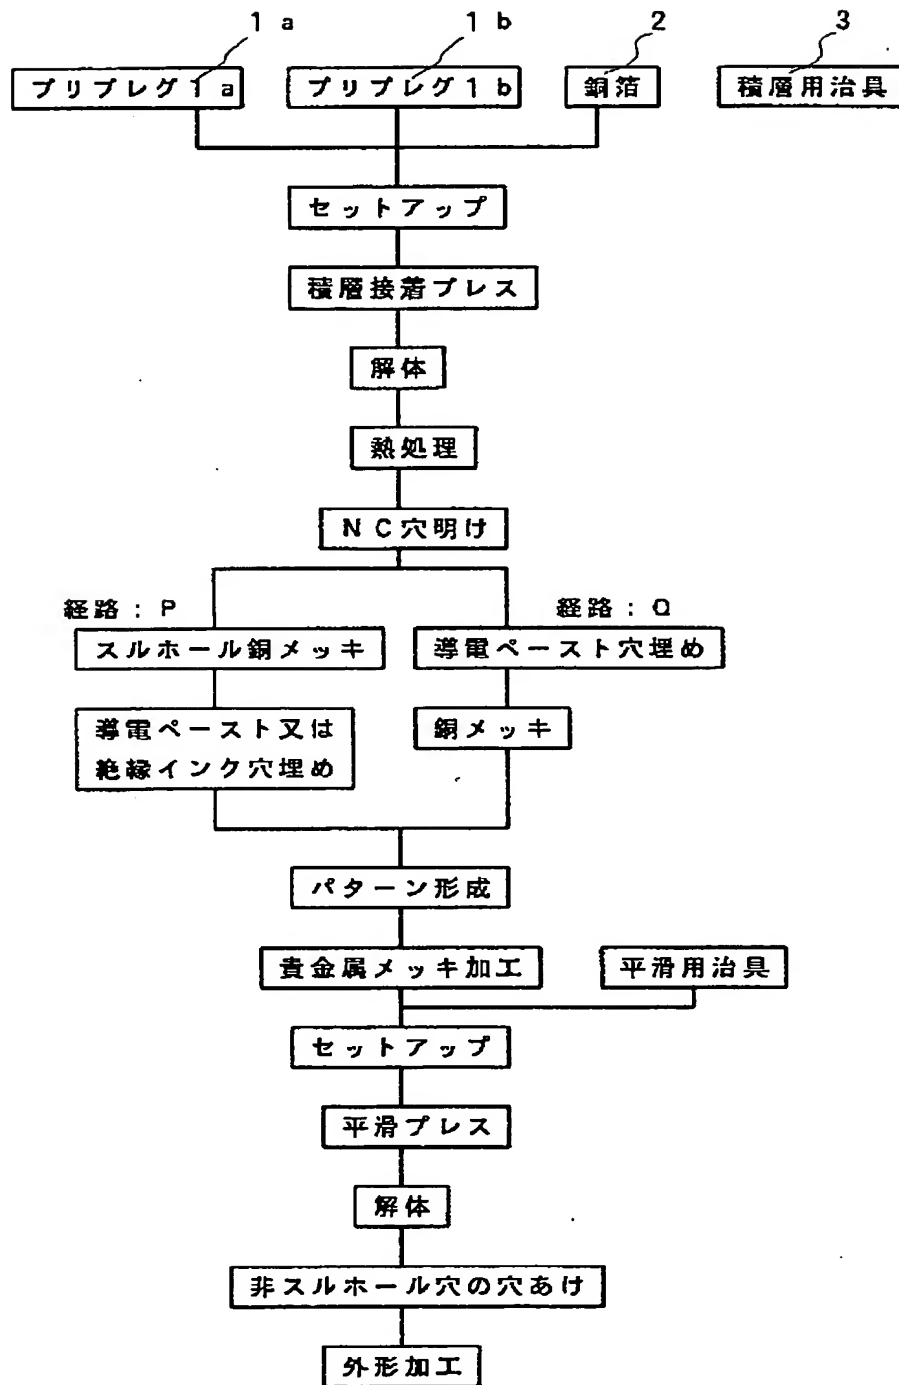 1a
1b
2
3
プリプレグ1a
プリプレグ1b
銅箔
積層用治具
セットアップ
積層接着プレス
解体
熱処理
NC穴明け
経路：P
経路：Q
スルホール銅メッキ
導電ペースト穴埋め
導電ペースト又は
絶縁インク穴埋め
銅メッキ
パターン形成
貴金属メッキ加工
平滑用治具
セットアップ
平滑プレス
解体
非スルホール穴の穴あけ
外形加工